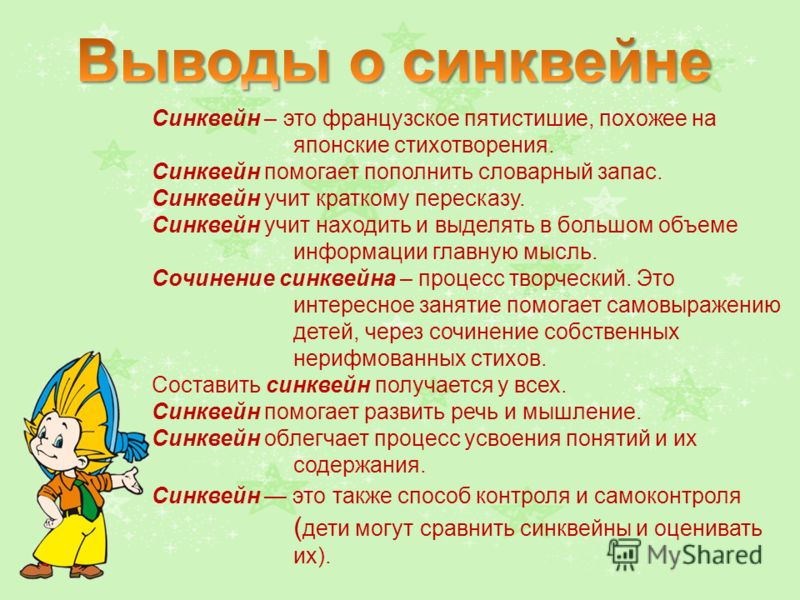 Выводы о синквейне
Синквейн – это французское пятистишие, похожее на
японские стихотворения.
Синквейн помогает пополнить словарный запас.
Синквейн учит краткому пересказу.
Синквейн учит находить и выделять в большом объеме
информации главную мысль.
Сочинение синквейна – процесс творческий. Это
интересное занятие помогает самовыражению
детей, через сочинение собственных
нерифмованных стихов.
Составить синквейн получается у всех.
Синквейн помогает развить речь и мышление.
Синквейн облегчает процесс усвоения понятий и их
содержания.
Синквейн — это также способ контроля и самоконтроля
(дети могут сравнить синквейны и оценивать
их).
MyShared